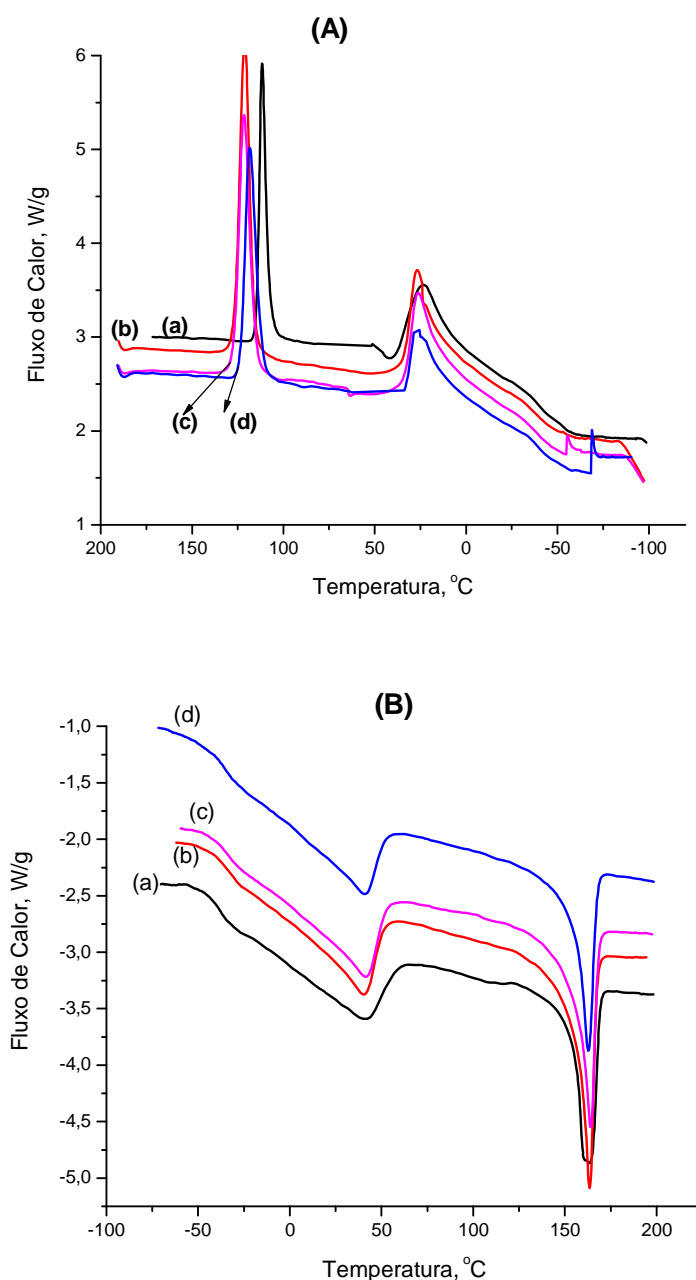 (A)
6
5
4
3
2
1
Fluxo de Calor, W/g
(b)
(a)
(c)
(d)
200 150 100 50 0 -50 -100
Temperatura, °C
(B)
-1,0
-1,5
-2,0
-2,5
-3,0
-3,5
-4,0
-4,5
-5,0
Fluxo de Calor, W/g
(d)
(c)
(b)
(a)
-100 -50 0 50 100 150 200
Temperatura, °C